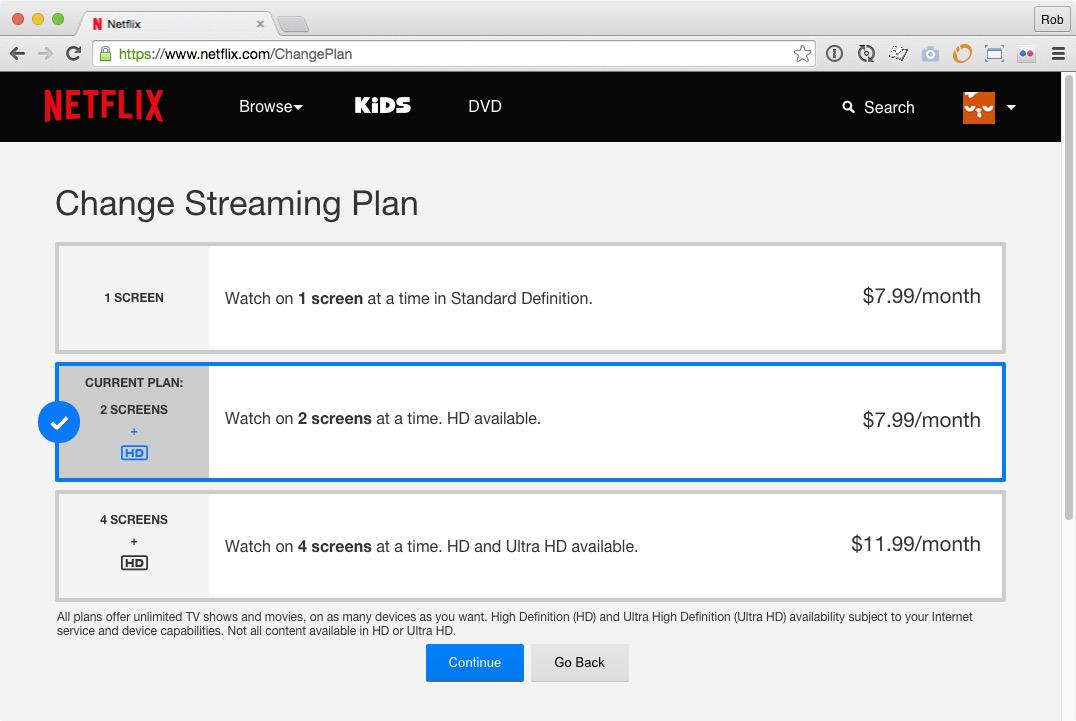 Netflix
Rob
https://www.netflix.com/ChangePlan
NETFLIX
Browse
KiDS
DVD
Search
Change Streaming Plan
1 SCREEN
Watch on 1 screen at a time in Standard Definition.
$7.99/month
CURRENT PLAN:
2 SCREENS
+
HD
Watch on 2 screens at a time. HD available.
$7.99/month
4 SCREENS
+
HD
Watch on 4 screens at a time. HD and Ultra HD available.
$11.99/month
All plans offer unlimited TV shows and movies, on as many devices as you want. High Definition (HD) and Ultra High Definition (Ultra HD) availability subject to your Internet
service and device capabilities. Not all content available in HD or Ultra HD.
Continue
Go Back